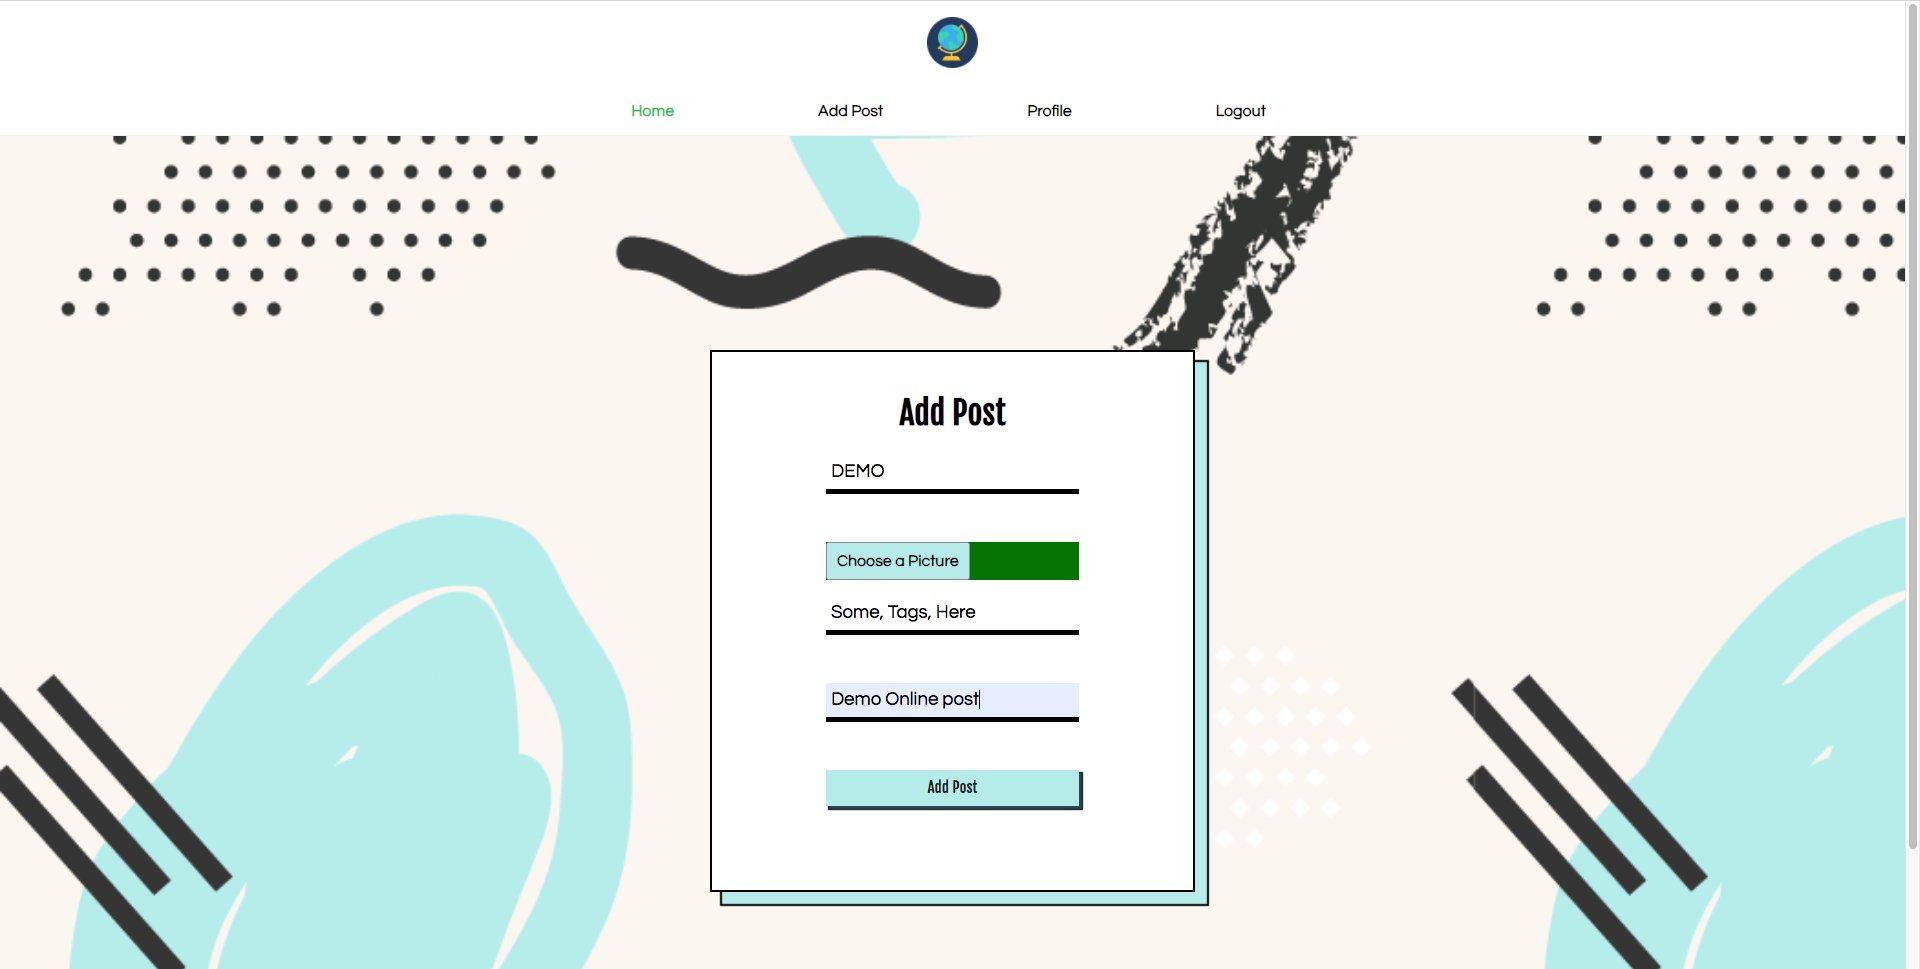 Home Add Post Profile Logout
Add Post
DEMO
Choose a Picture
Some, Tags, Here
Demo Online post
Add Post